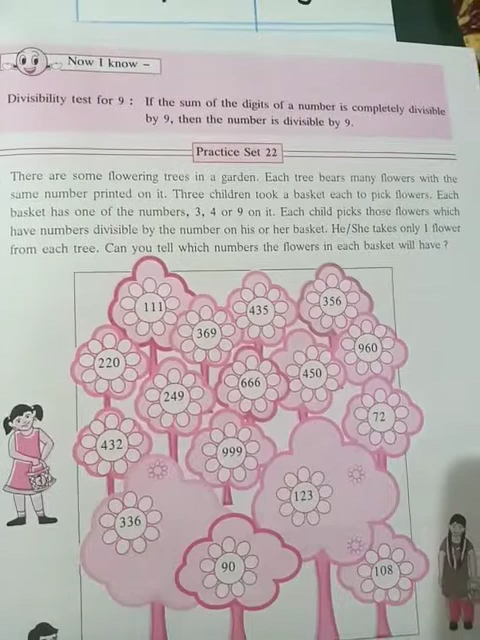 Now I know –
Divisibility test for 9 : If the sum of the digits of a number is completely divisible
by 9, then the number is divisible by 9.
Practice Set 22
There are some flowering trees in a garden. Each tree bears many flowers with the
same number printed on it. Three children took a basket each to pick flowers. Each
basket has one of the numbers, 3, 4 or 9 on it. Each child picks those flowers which
have numbers divisible by the number on his or her basket. He/She takes only 1 flower
from each tree. Can you tell which numbers the flowers in each basket will have ?
111
435
356
369
960
220
450
666
249
72
432
999
123
336
90
108
3